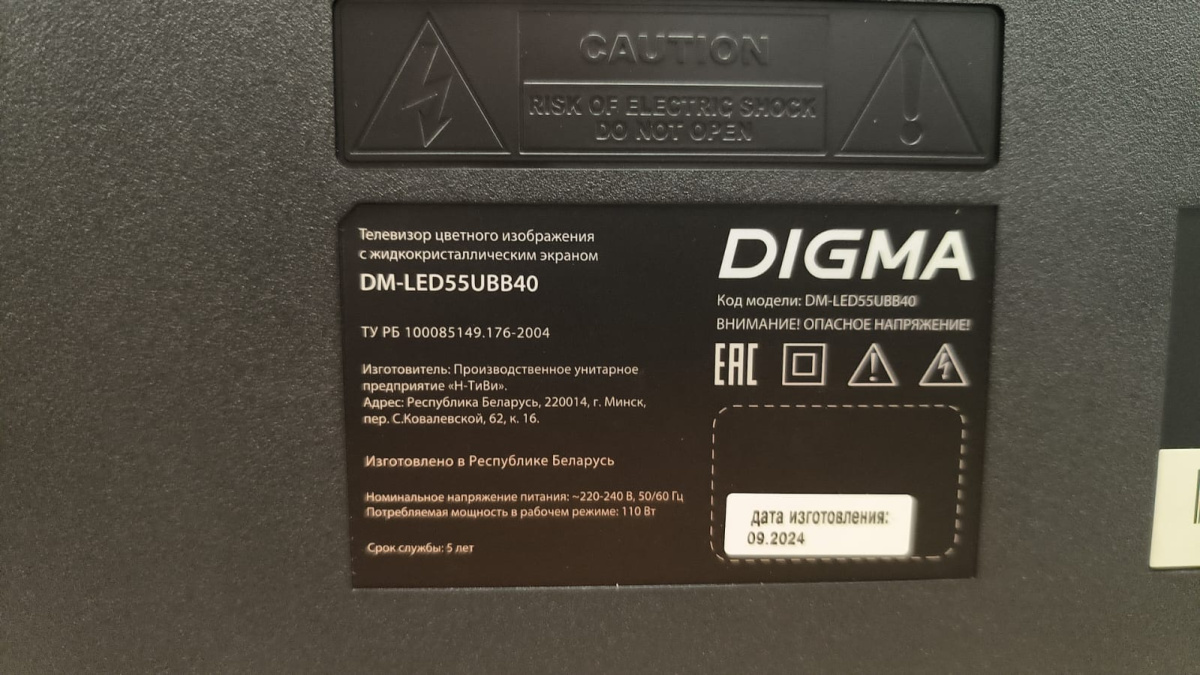 CAUTION
RISK OF ELECTRIC SHOCK
DO NOT OPEN
Телевизор цветного изображения
с жидкокристаллическим экраном
DM-LED55UBB40
ТУ РБ 100085149.176-2004
Изготовитель: Производственное унитарное
предприятие «Н-ТиВи».
Адрес: Республика Беларусь, 220014, г. Минск,
пер. С.Ковалевской, 62, к. 16.
Изготовлено в Республике Беларусь
Номинальное напряжение питания: ~220-240 В, 50/60 Гц
Потребляемая мощность в рабочем режиме: 110 Вт
Срок службы: 5 лет
DIGMA
Код модели: DM-LED55UBB40
ВНИМАНИЕ! ОПАСНОЕ НАПРЯЖЕНИЕ!
EAC
дата изготовления:
09.2024